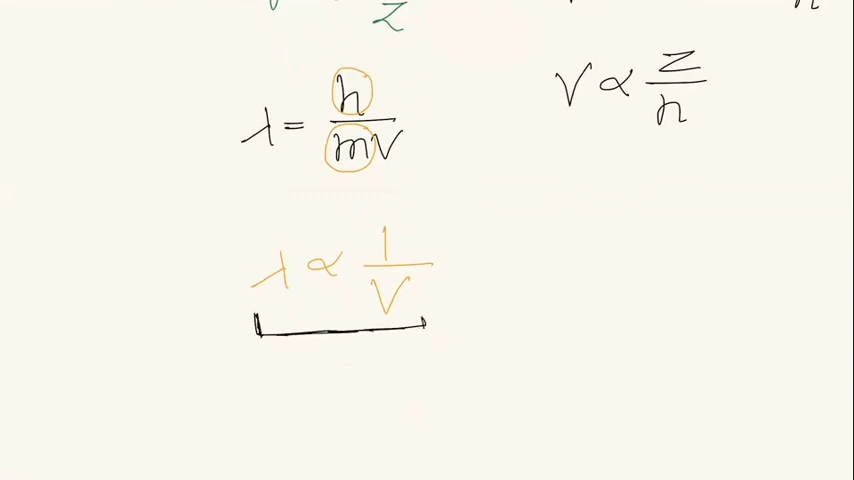 Z
λ = h/mv
V ∝ Z/n
λ ∝ 1/V